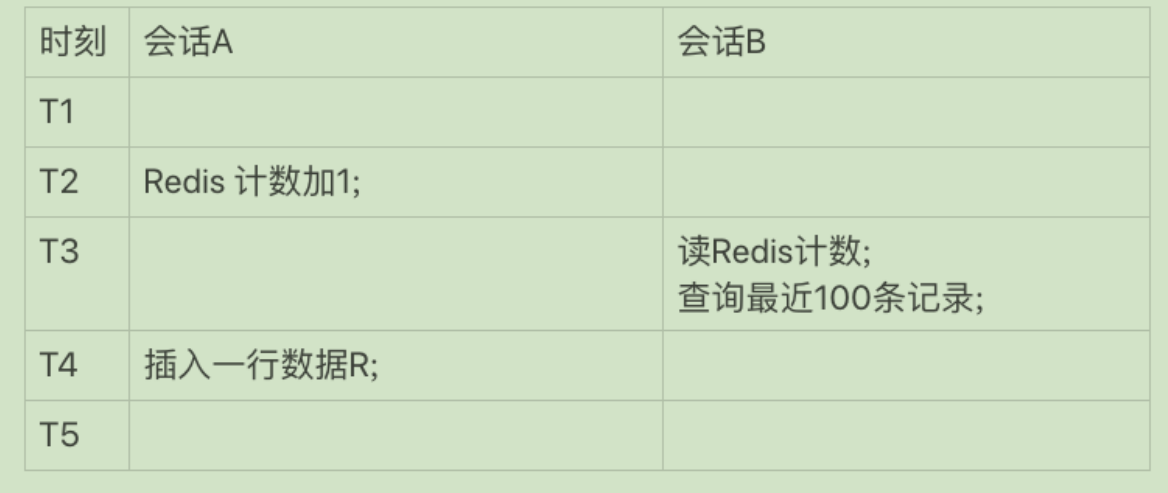 时刻 会话A 会话B
T1
T2 Redis 计数加1;
T3 读Redis计数;
查询最近100条记录;
T4 插入一行数据R;
T5